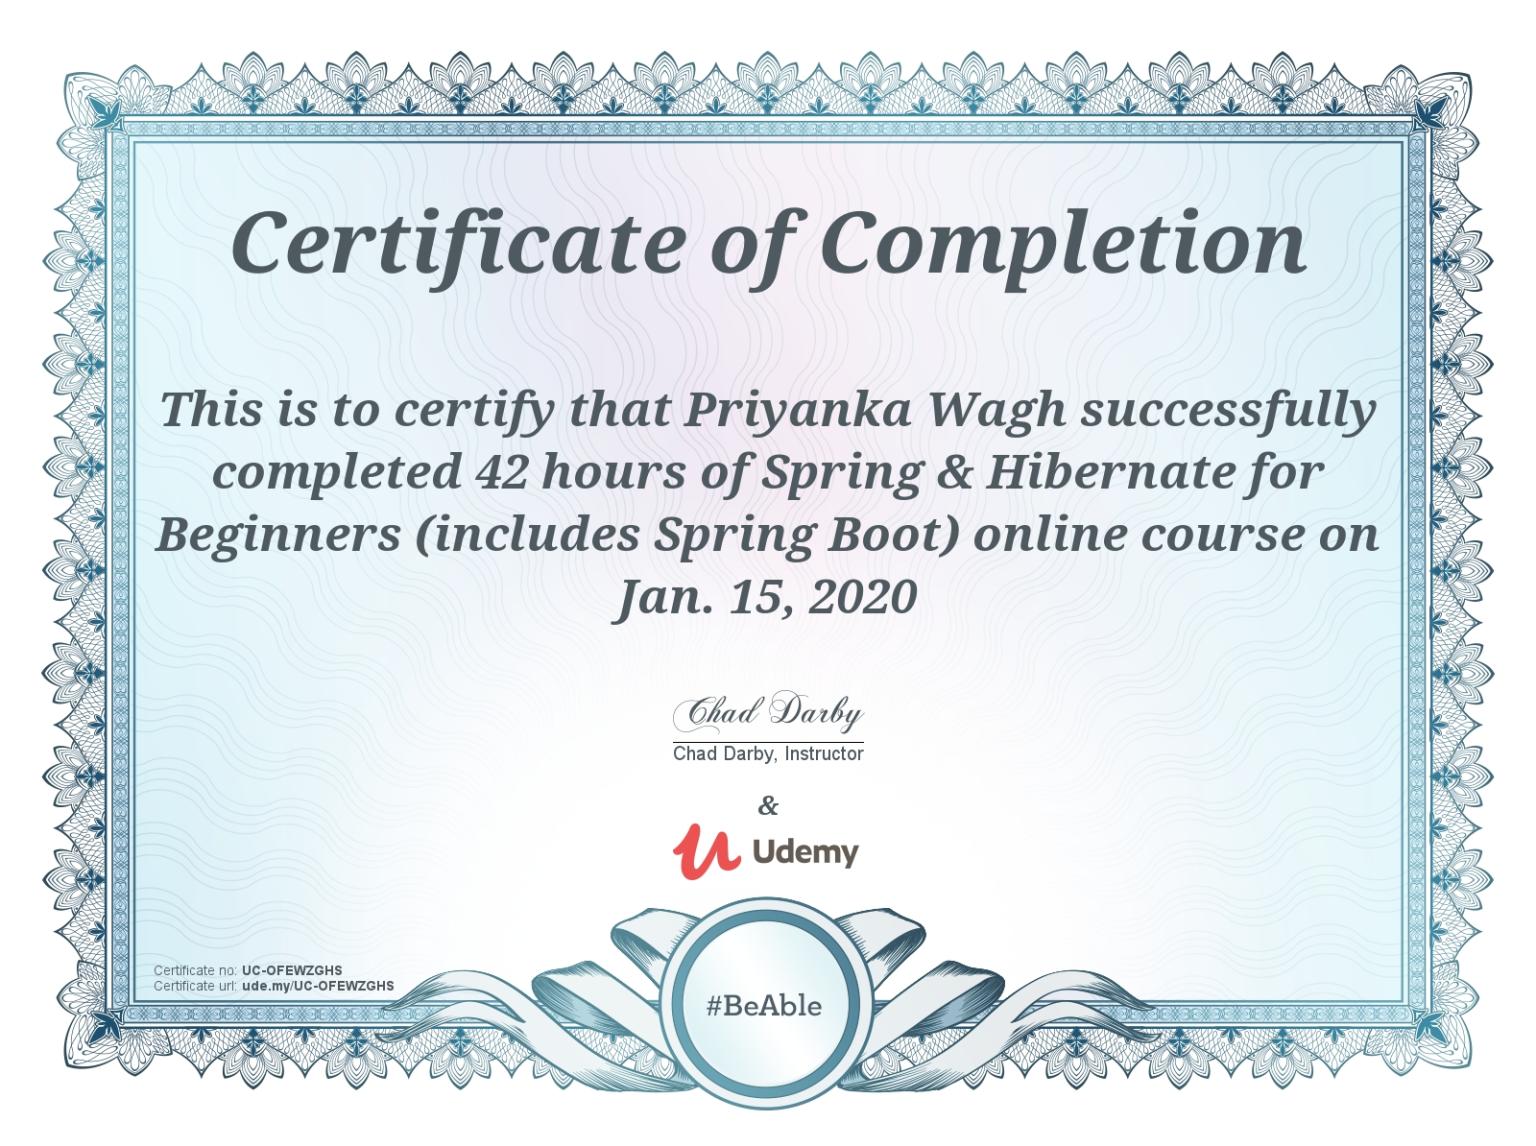 Certificate of Completion
This is to certify that Priyanka Wagh successfully
completed 42 hours of Spring & Hibernate for
Beginners (includes Spring Boot) online course on
Jan. 15, 2020
Chad Darby
Chad Darby, Instructor
&
Udemy
Certificate no: UC-OFEWZGHS
Certificate url: ude.my/UC-OFEWZGHS
#BeAble